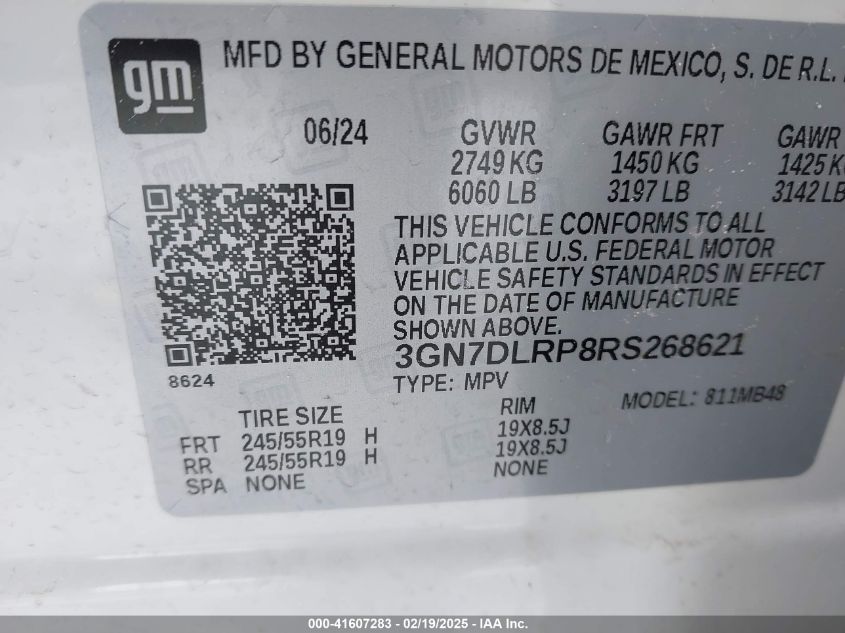 gm
MFD BY GENERAL MOTORS DE MEXICO, S. DE R.L.
06/24 GVWR GAWR FRT GAWR
2749 KG 1450 KG 1425 K
6060 LB 3197 LB 3142 LB
THIS VEHICLE CONFORMS TO ALL
APPLICABLE U.S. FEDERAL MOTOR
VEHICLE SAFETY STANDARDS IN EFFECT
ON THE DATE OF MANUFACTURE
SHOWN ABOVE.
3GN7DLRP8RS268621
8624 TYPE: MPV MODEL: 811MB48
TIRE SIZE RIM
FRT 245/55R19 H 19X8.5J
RR 245/55R19 H 19X8.5J
SPA NONE NONE
000-41607283 - 02/19/2025 - IAA Inc.